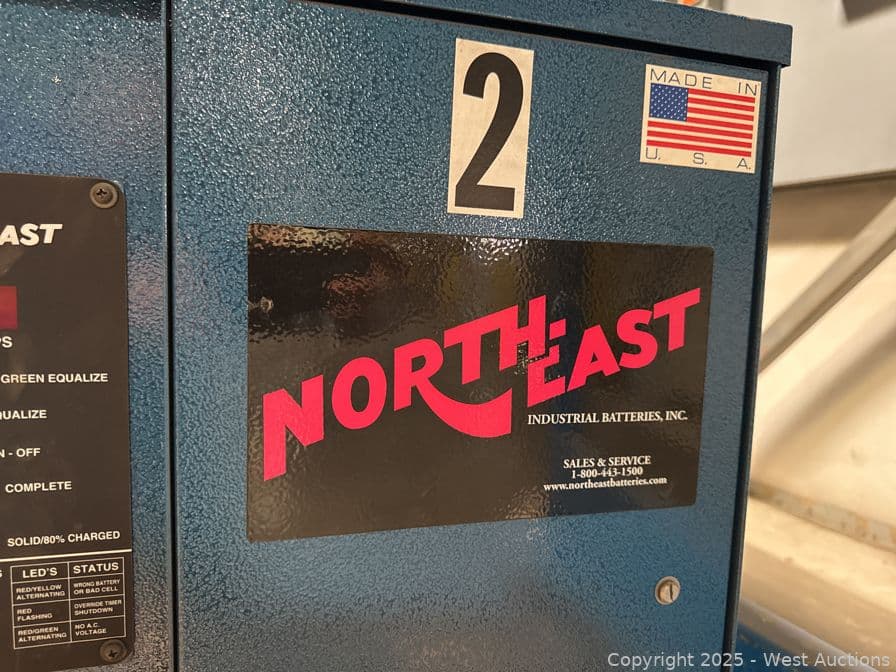 2
MADE IN
U. S. A.
NORTH-EAST
INDUSTRIAL BATTERIES, INC.
SALES & SERVICE
1-800-443-1500
www.northeastbatteries.com
AST
PS
GREEN EQUALIZE
QUALIZE
N - OFF
COMPLETE
SOLID/80% CHARGED
S LED'S STATUS
RED/YELLOW ALTERNATING WRONG BATTERY OR BAD CELL
RED FLASHING OVERRIDE TIMER SHUTDOWN
RED/GREEN ALTERNATING NO A.C. VOLTAGE
Copyright © 2025 - West Auctions